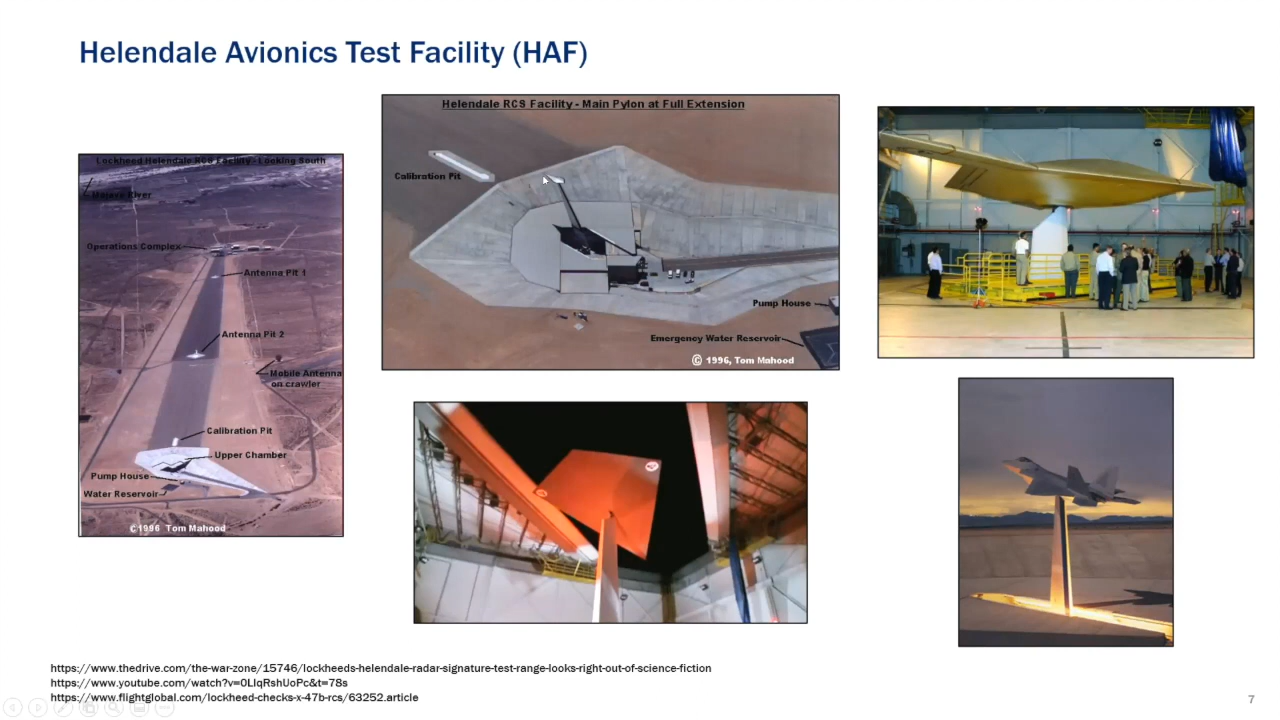 Helendale Avionics Test Facility (HAF)
Lockheed Helendale RCS Facility - Looking South
Mojave River
Operations Complex
Antenna Pit 1
Antenna Pit 2
Mobile Antenna
on crawler
Calibration Pit
Upper Chamber
Pump House
Water Reservoir
©1996 Tom Mahood
Helendale RCS Facility - Main Pylon at Full Extension
Calibration Pit
Pump House
Emergency Water Reservoir
© 1996, Tom Mahood
https://www.thedrive.com/the-war-zone/15746/lockheeds-helendale-radar-signature-test-range-looks-right-out-of-science-fiction
https://www.youtube.com/watch?v=0LIqRshUoPc&t=78s
https://www.flightglobal.com/lockheed-checks-x-47b-rcs/63252.article
7